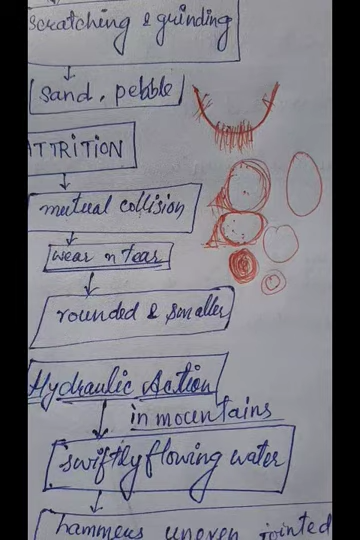 scratching & grinding
sand, pebble
ATTRITION
mutual collision
wear n tear
rounded & smaller
Hydraulic Action
in mountains
swiftly flowing water
hammers uneven jointed